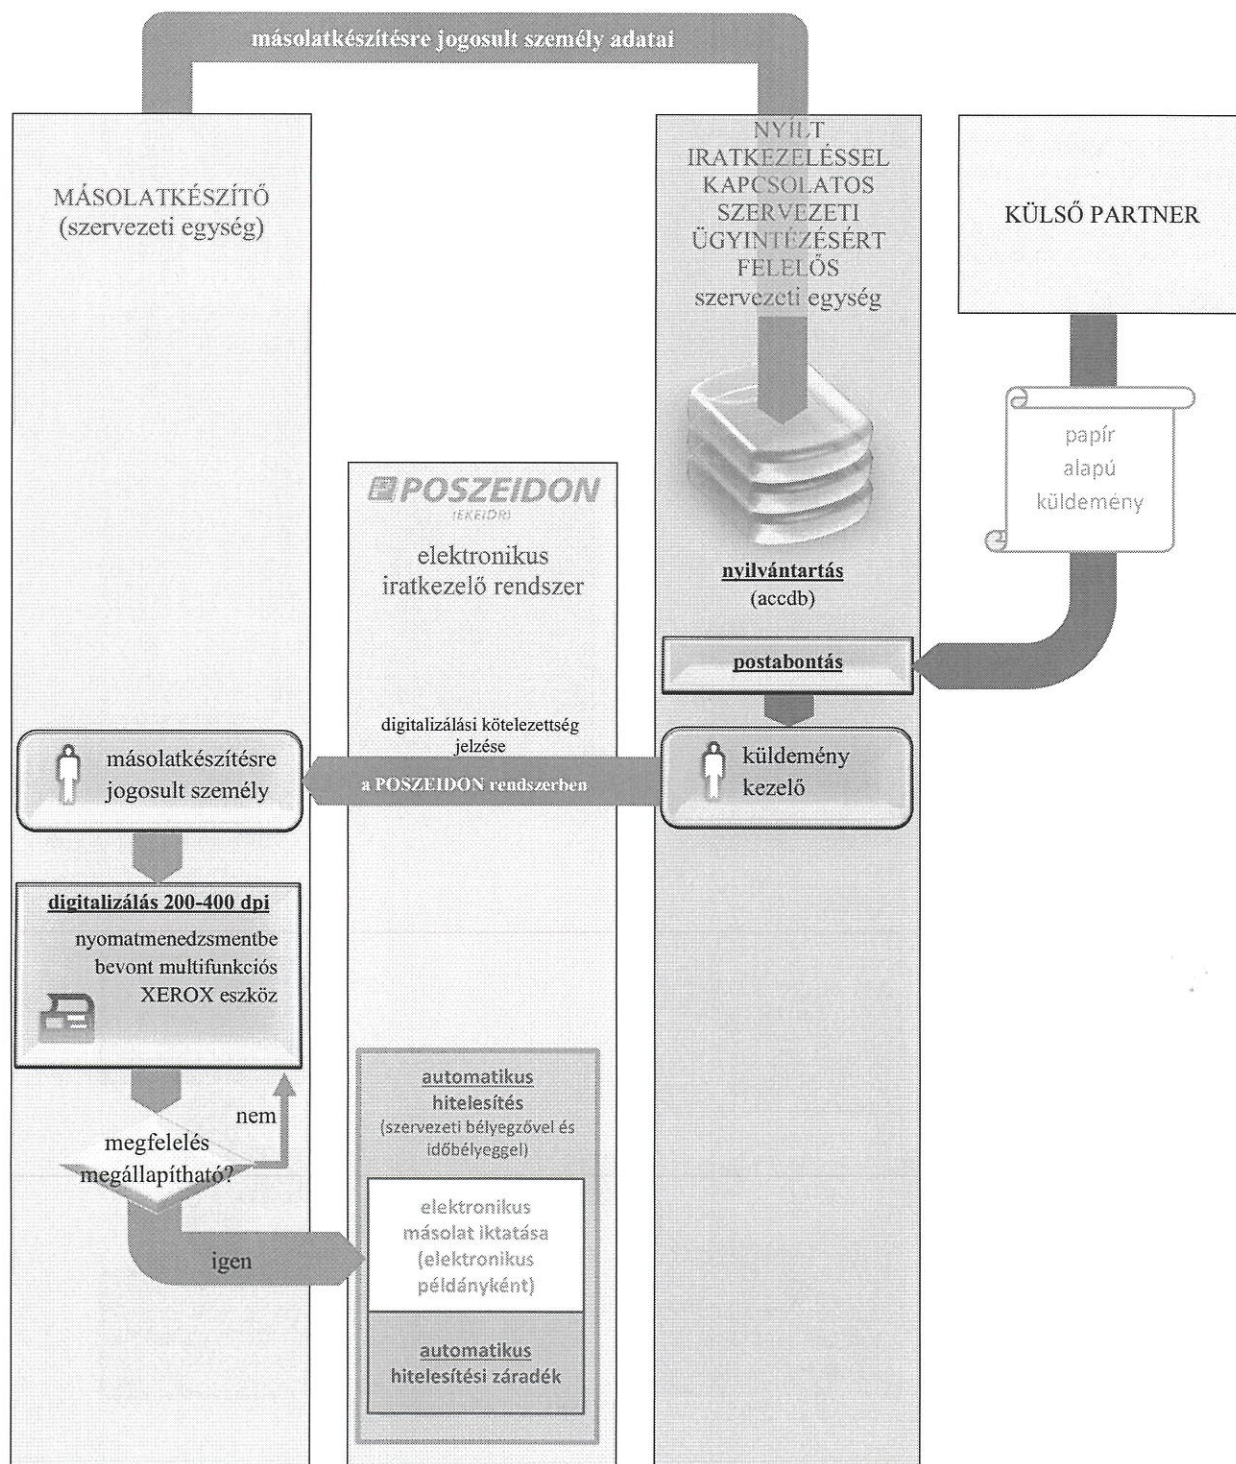 másolatkészítésre jogosult személy adatai
MÁSOLATKÉSZÍTŐ
(szervezeti egység)
NYÍLT
IRATKEZELÉSSEL
KAPCSOLATOS
SZERVEZETI
ÜGYINTÉZÉSÉRT
FELELŐS
szervezeti egység
KÜLSŐ PARTNER
papír
alapú
küldemény
POSZEIDON
(EKEIDR)
elektronikus
iratkezelő rendszer
nyilvántartás
(accdb)
postabontás
digitalizálási kötelezettség
jelzése
a POSZEIDON rendszerben
küldemény
kezelő
másolatkészítésre
jogosult személy
digitalizálás 200-400 dpi
nyomatmenedzsmentbe
bevont multifunkciós
XEROX eszköz
nem
megfelelés
megállapítható?
igen
automatikus
hitelesítés
(szervezeti bélyegzővel és
időbélyeggel)
elektronikus
másolat iktatása
(elektronikus
példányként)
automatikus
hitelesítési záradék